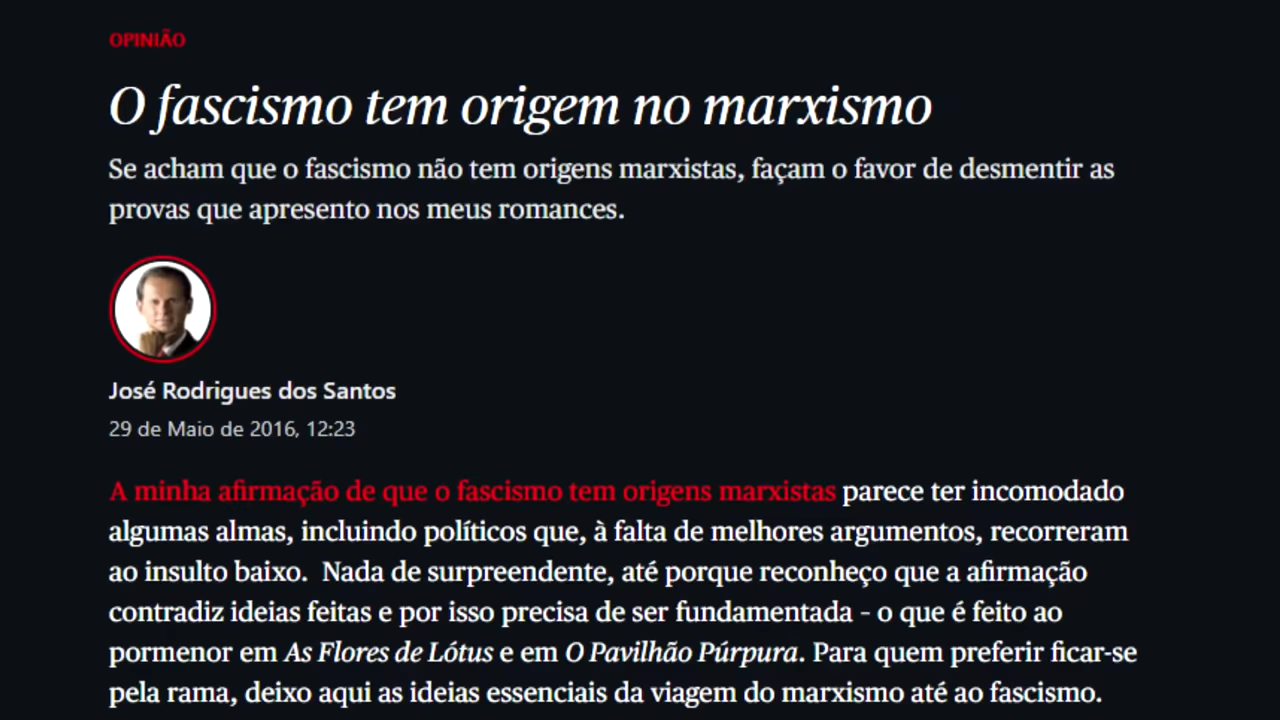 OPINIÃO
O fascismo tem origem no marxismo
Se acham que o fascismo não tem origens marxistas, façam o favor de desmentir as
provas que apresento nos meus romances.
José Rodrigues dos Santos
29 de Maio de 2016, 12:23
A minha afirmação de que o fascismo tem origens marxistas parece ter incomodado
algumas almas, incluindo políticos que, à falta de melhores argumentos, recorreram
ao insulto baixo.  Nada de surpreendente, até porque reconheço que a afirmação
contradiz ideias feitas e por isso precisa de ser fundamentada - o que é feito ao
pormenor em As Flores de Lótus e em O Pavilhão Púrpura. Para quem preferir ficar-se
pela rama, deixo aqui as ideias essenciais da viagem do marxismo até ao fascismo.